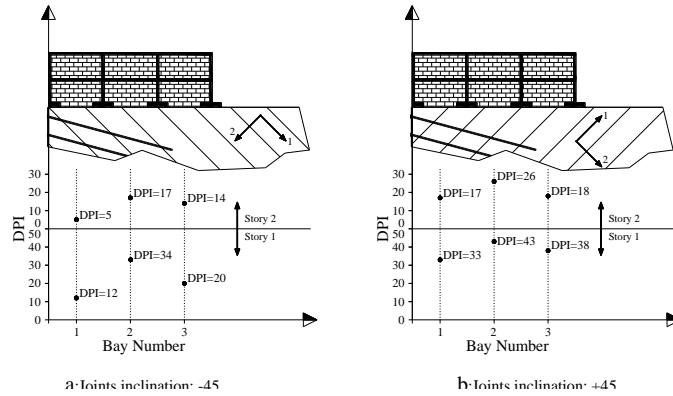 2
1
1
2
30
20
10
0
50
40
30
20
10
0
DPI
DPI=5
DPI=17
DPI=14
Story 2
Story 1
DPI=12
DPI=34
DPI=20
1
2
3
Bay Number
a:Joints inclination: -45
30
20
10
0
50
40
30
20
10
0
DPI
DPI=17
DPI=26
DPI=18
Story 2
Story 1
DPI=33
DPI=43
DPI=38
1
2
3
Bay Number
b:Joints inclination: +45